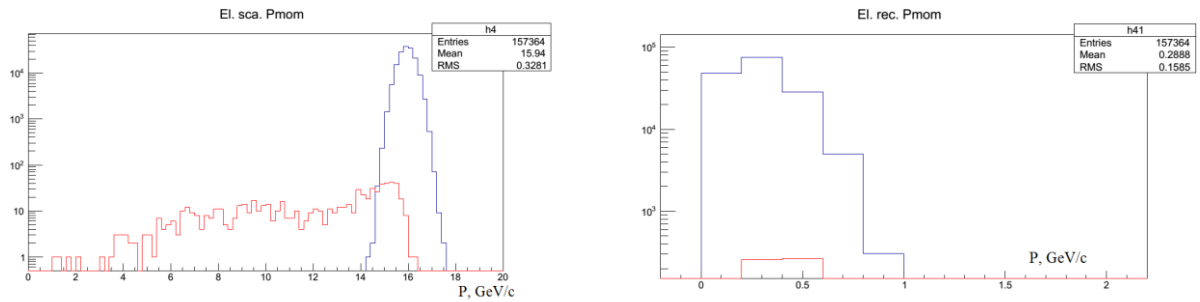 El. sca. Pmom
h4
Entries 157364
Mean 15.94
RMS 0.3281
10⁴
10³
10²
10
1
0 2 4 6 8 10 12 14 16 18 20
P, GeV/c
El. rec. Pmom
h41
Entries 157364
Mean 0.2888
RMS 0.1585
10⁵
10⁴
10³
P, GeV/c
0 0.5 1 1.5 2